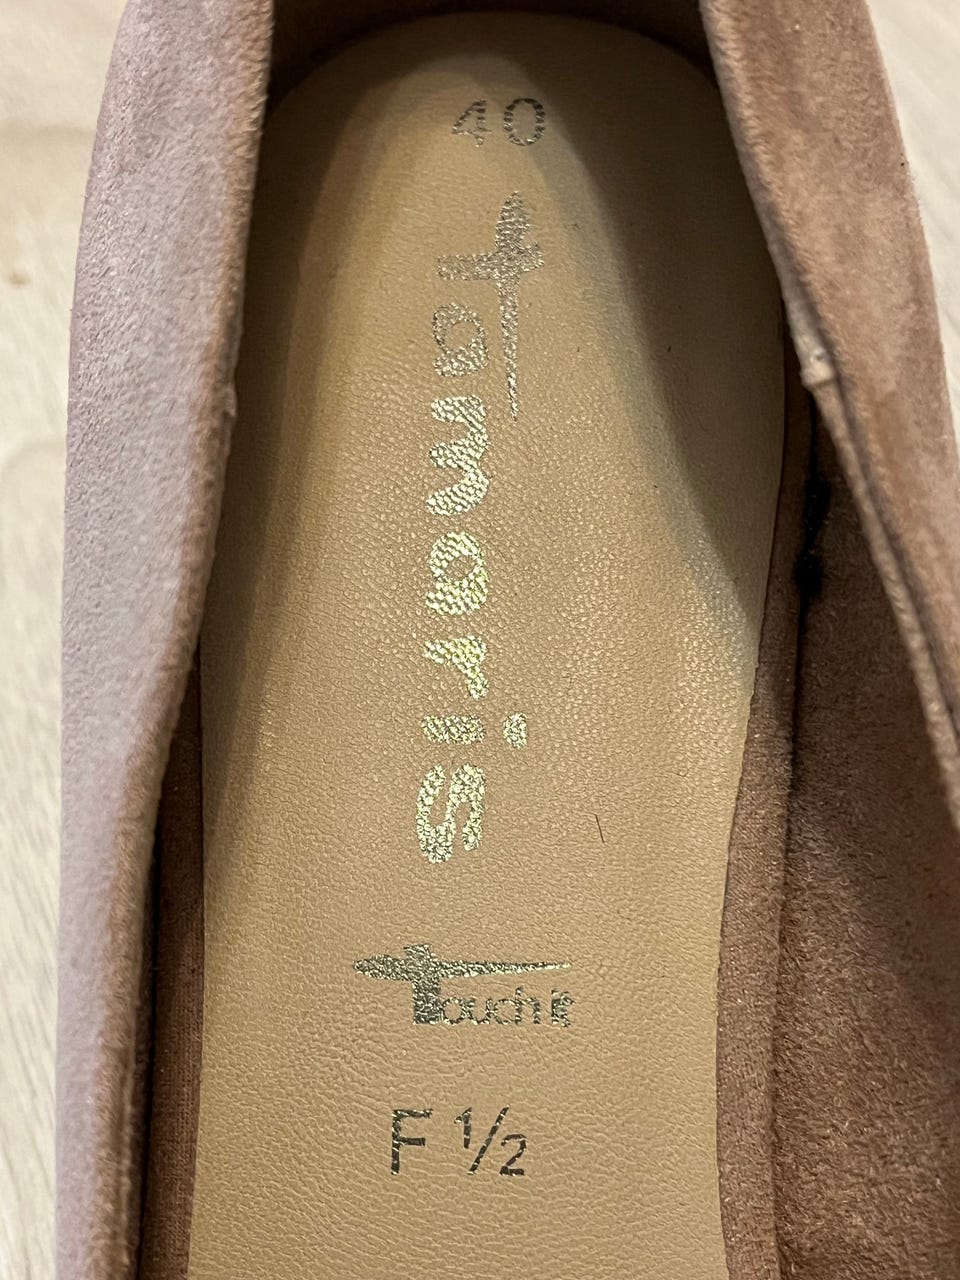 40
tamaris
touch it
F ½